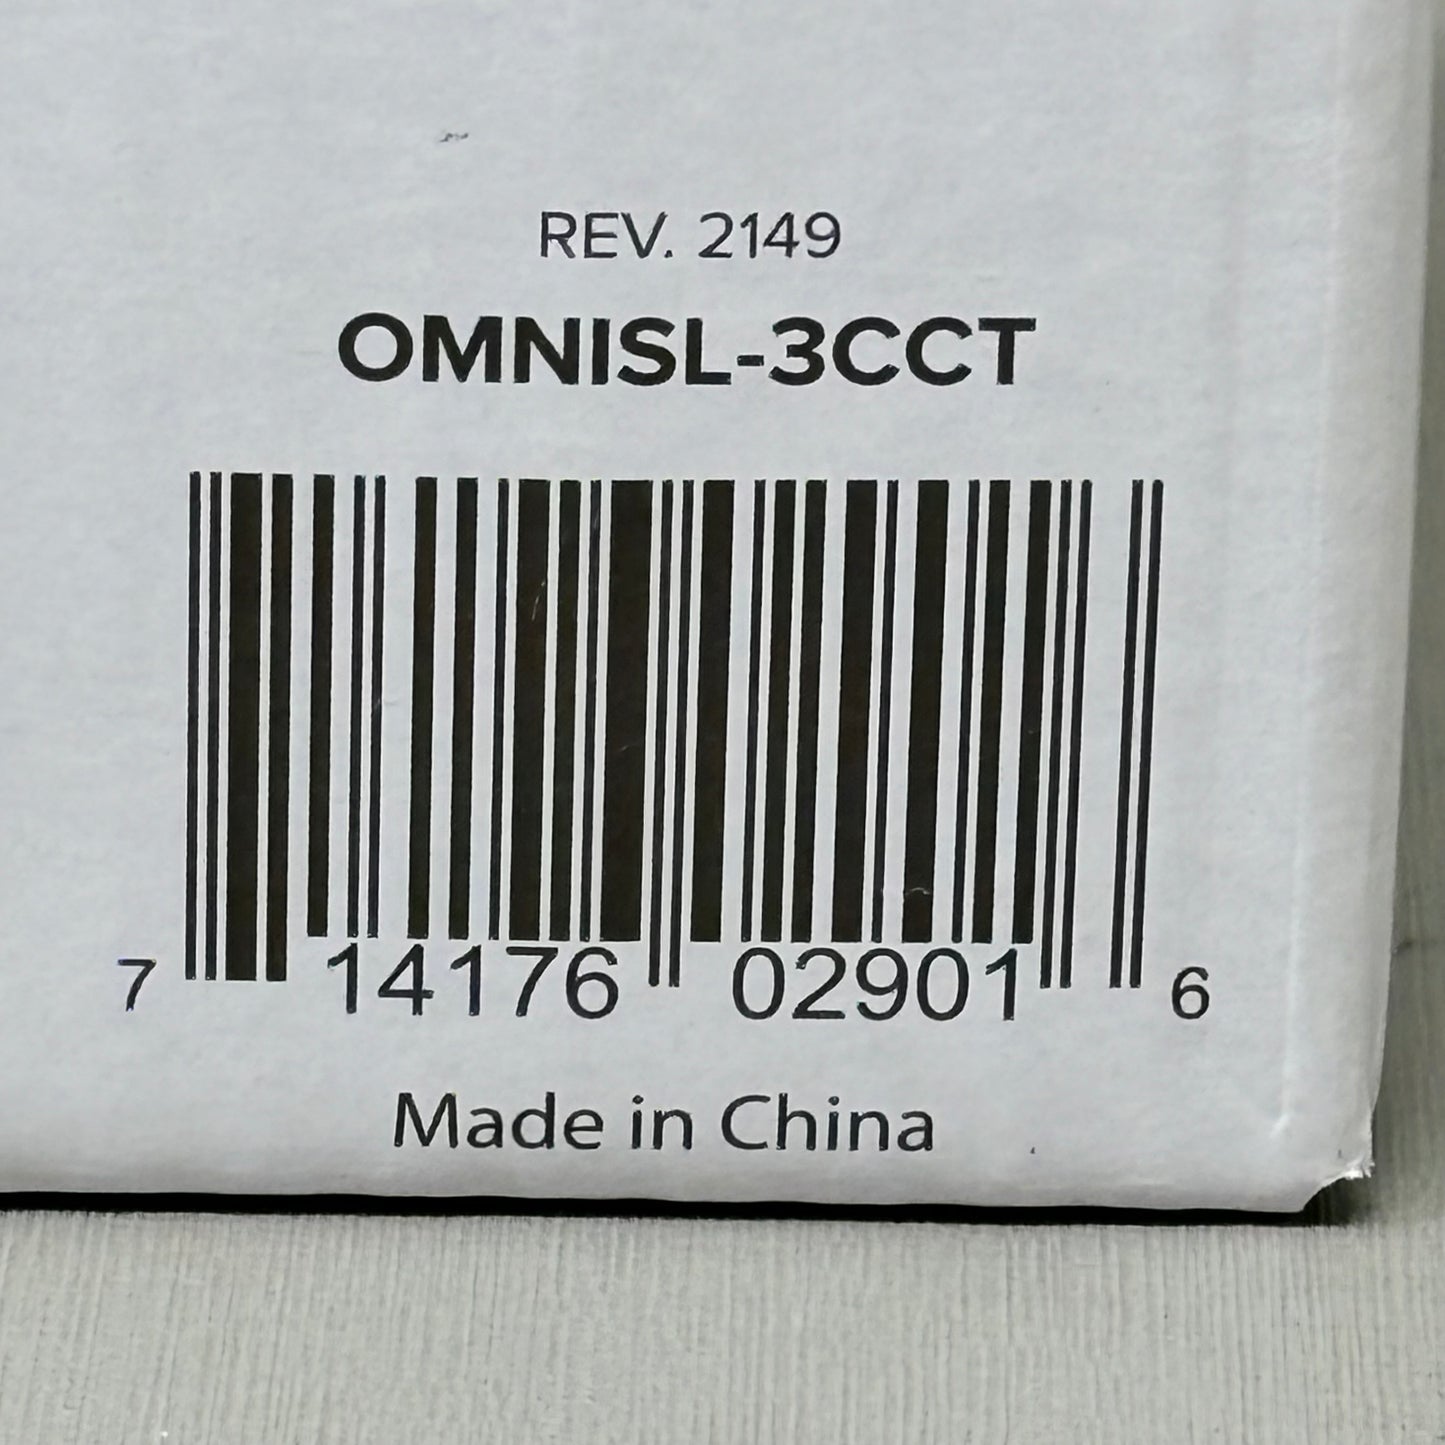 REV. 2149
OMNISL-3CCT
7 14176 02901 6
Made in China